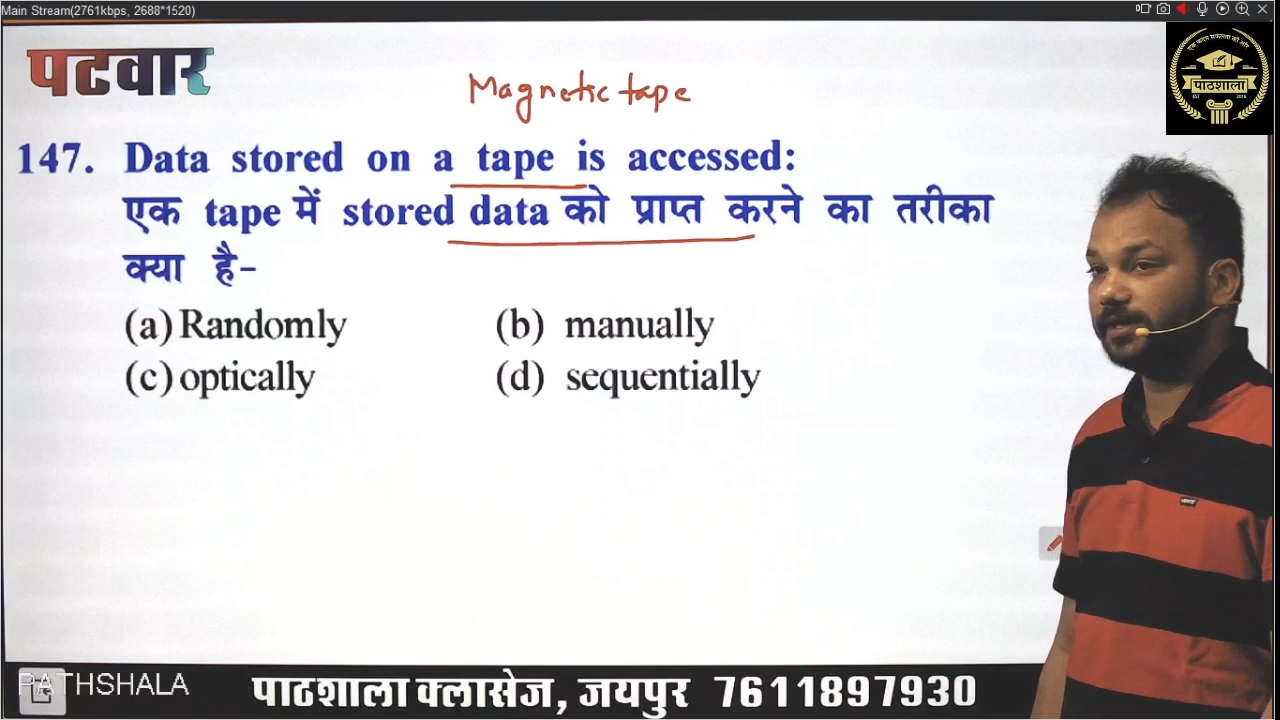 Main Stream(2761kbps, 2688*1520)
पटवार
Magnetic tape
पाठशाला
147. Data stored on a tape is accessed:
एक tape में stored data को प्राप्त करने का तरीका
क्या है-
(a) Randomly (b) manually
(c) optically (d) sequentially
PATHSHALA
पाठशाला क्लासेज, जयपुर 7611897930